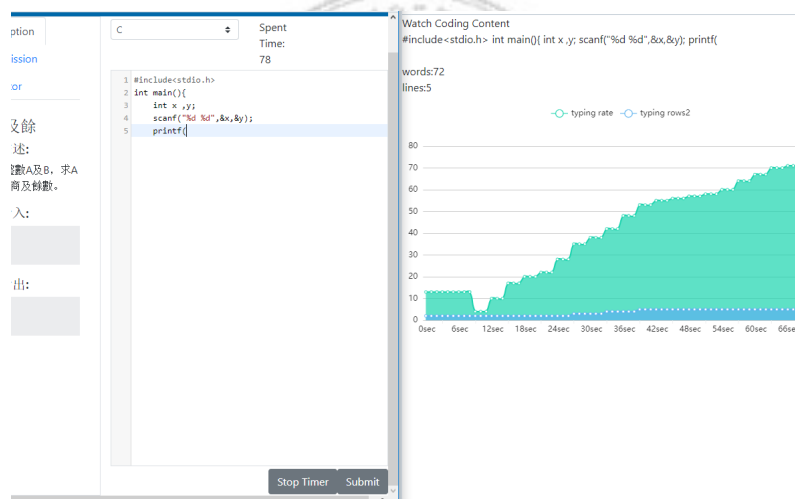 ption
ission
or
及餘
述:
整數A及B，求A
商及餘數。
入:
出:
C
Spent
Time:
78
1 #include<stdio.h>
2 int main(){
3 int x ,y;
4 scanf("%d %d",&x,&y);
5 printf(
Stop Timer
Submit
Watch Coding Content
#include<stdio.h> int main(){ int x ,y; scanf("%d %d",&x,&y); printf(
words:72
lines:5
typing rate
typing rows2
80
70
60
50
40
30
20
10
0
0sec 6sec 12sec 18sec 24sec 30sec 36sec 42sec 48sec 54sec 60sec 66se